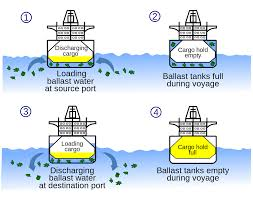 ①
Discharging
cargo
Loading
ballast water
at source port
②
Cargo hold
empty
Ballast tanks full
during voyage
③
Loading
cargo
Discharging
ballast water
at destination port
④
Cargo hold
full
Ballast tanks empty
during voyage